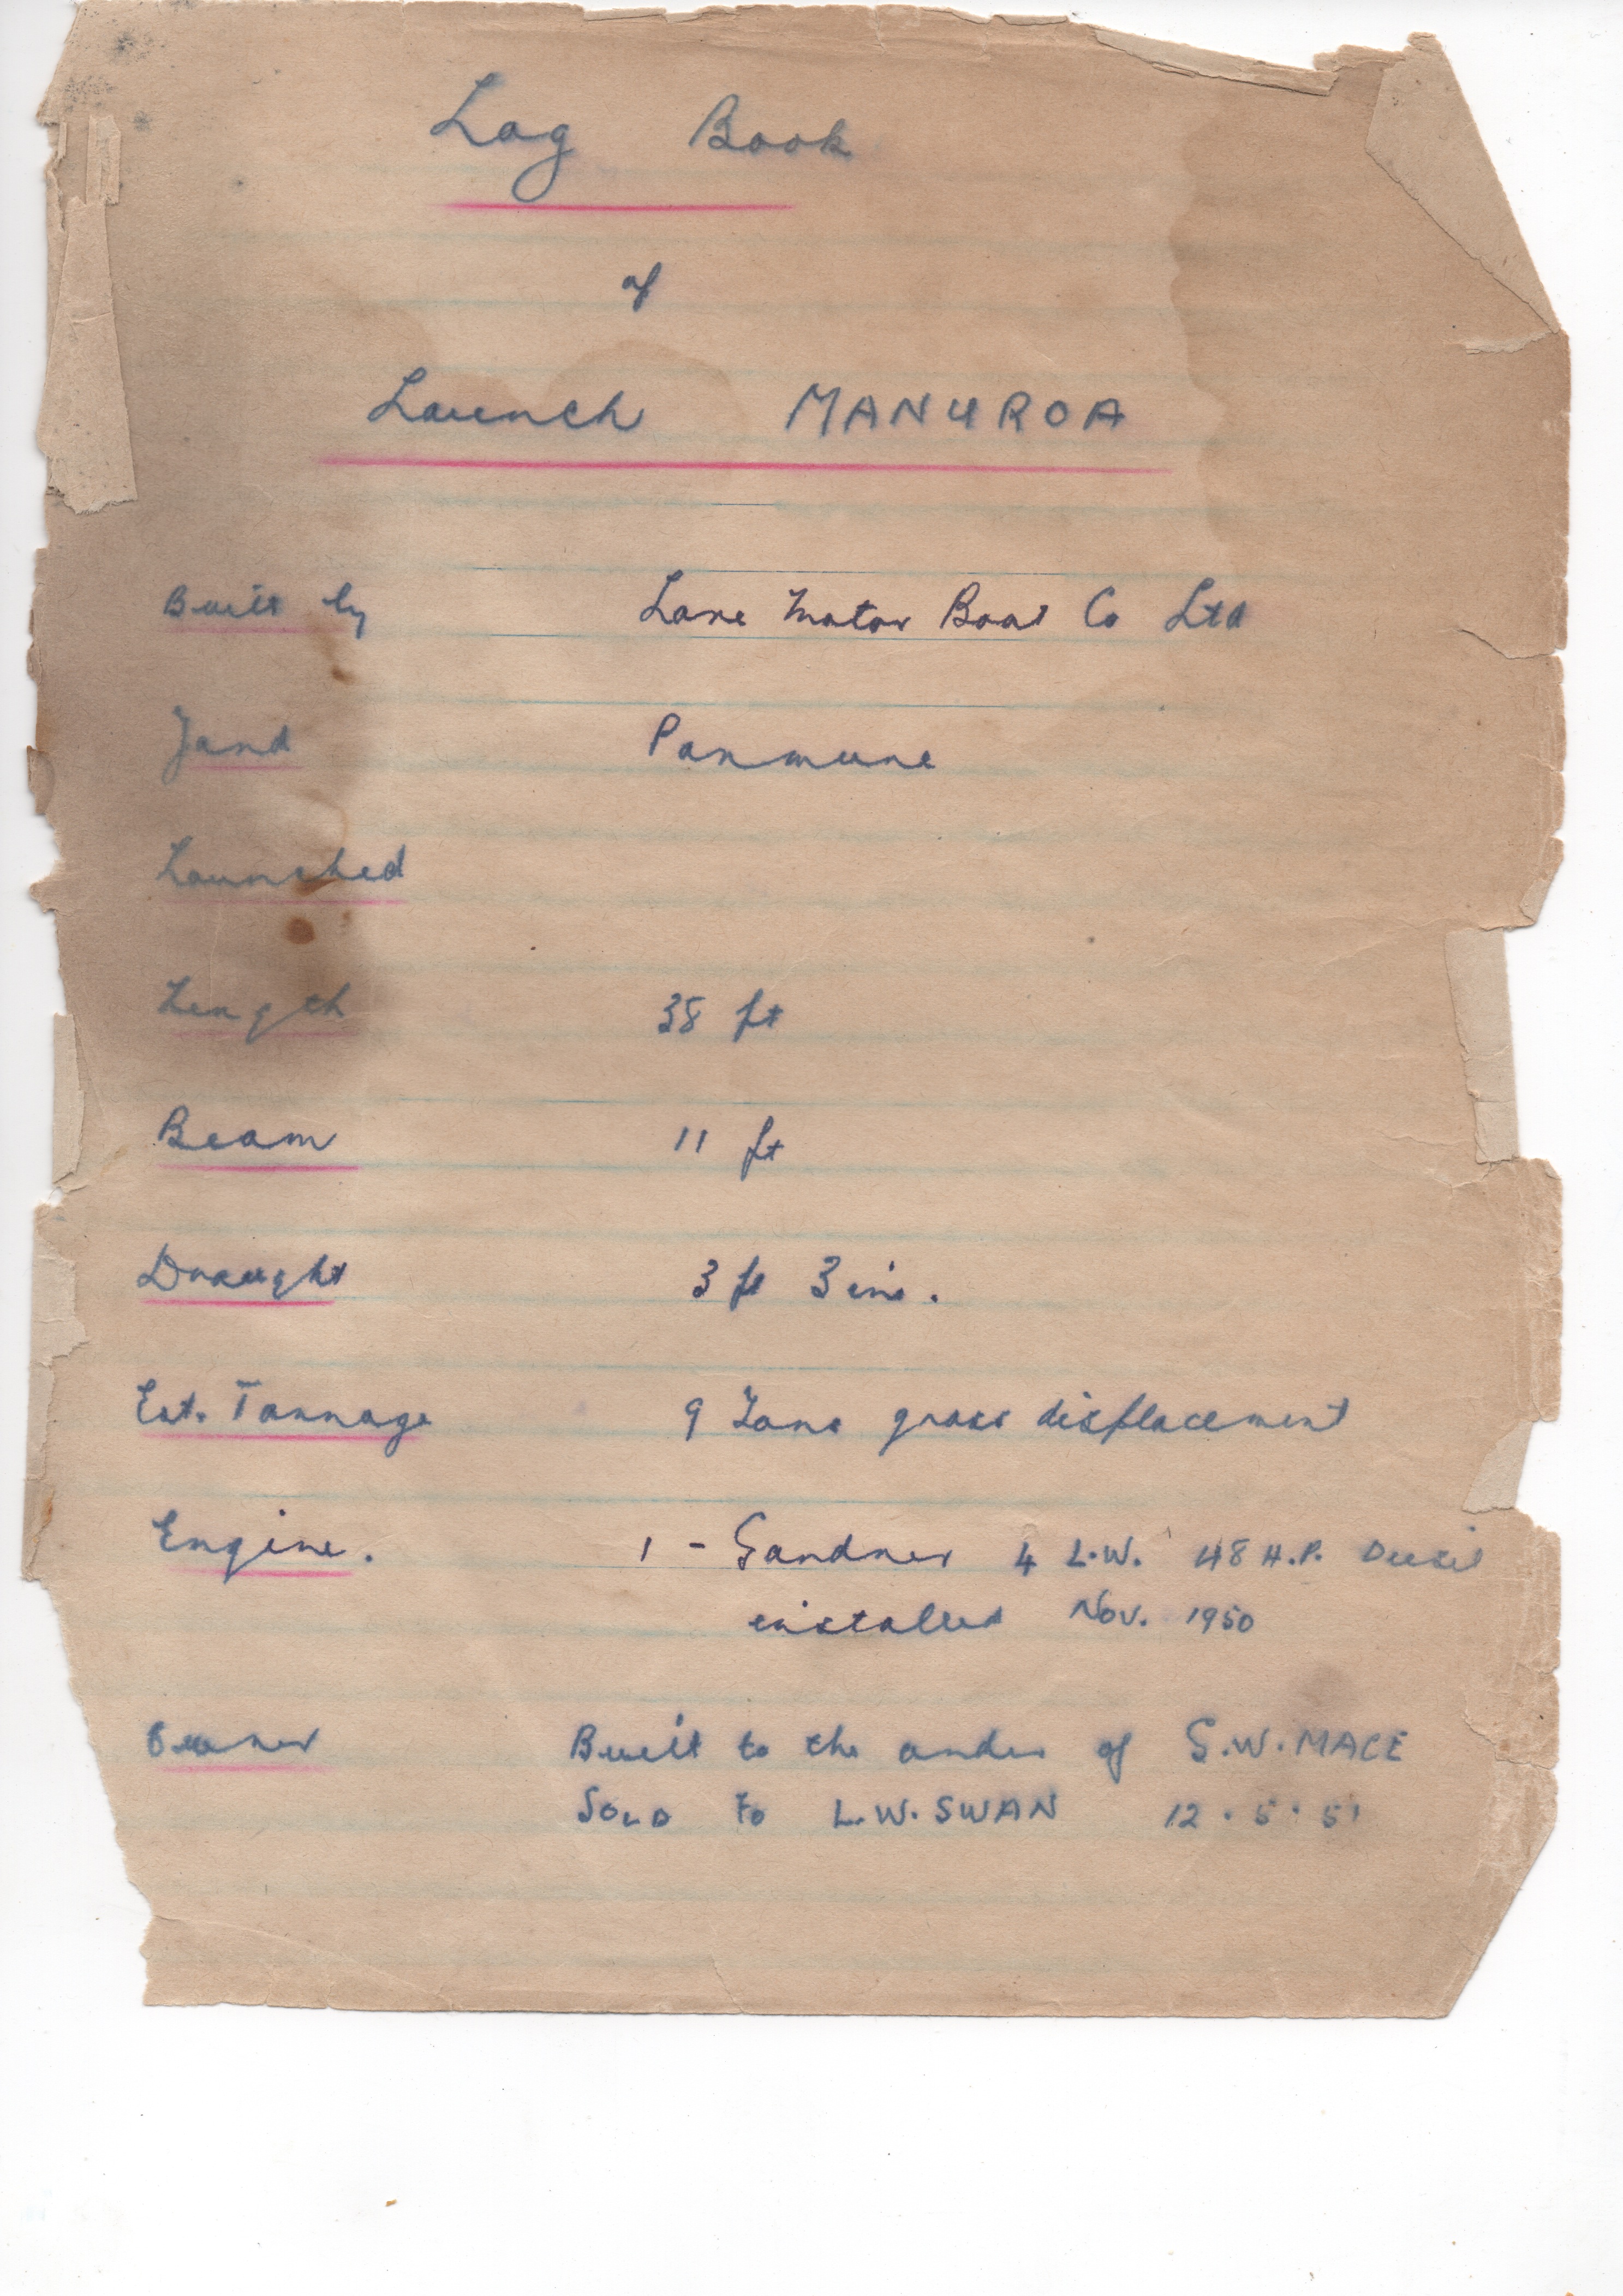 Log Book
of
Launch MANUROA
Built by Lane Motor Boat Co Ltd
Yard Panmure
Launched
Length 38 ft
Beam 11 ft
Draught 3 ft 3 ins.
Est. Tonnage 9 Tons gross displacement
Engine. 1 - Gardner 4 L.W. 48 H.P. Diesel
installed Nov. 1950
Owner Built to the order of S.W. MACE
SOLD To L.W. SWAN 12.5.51